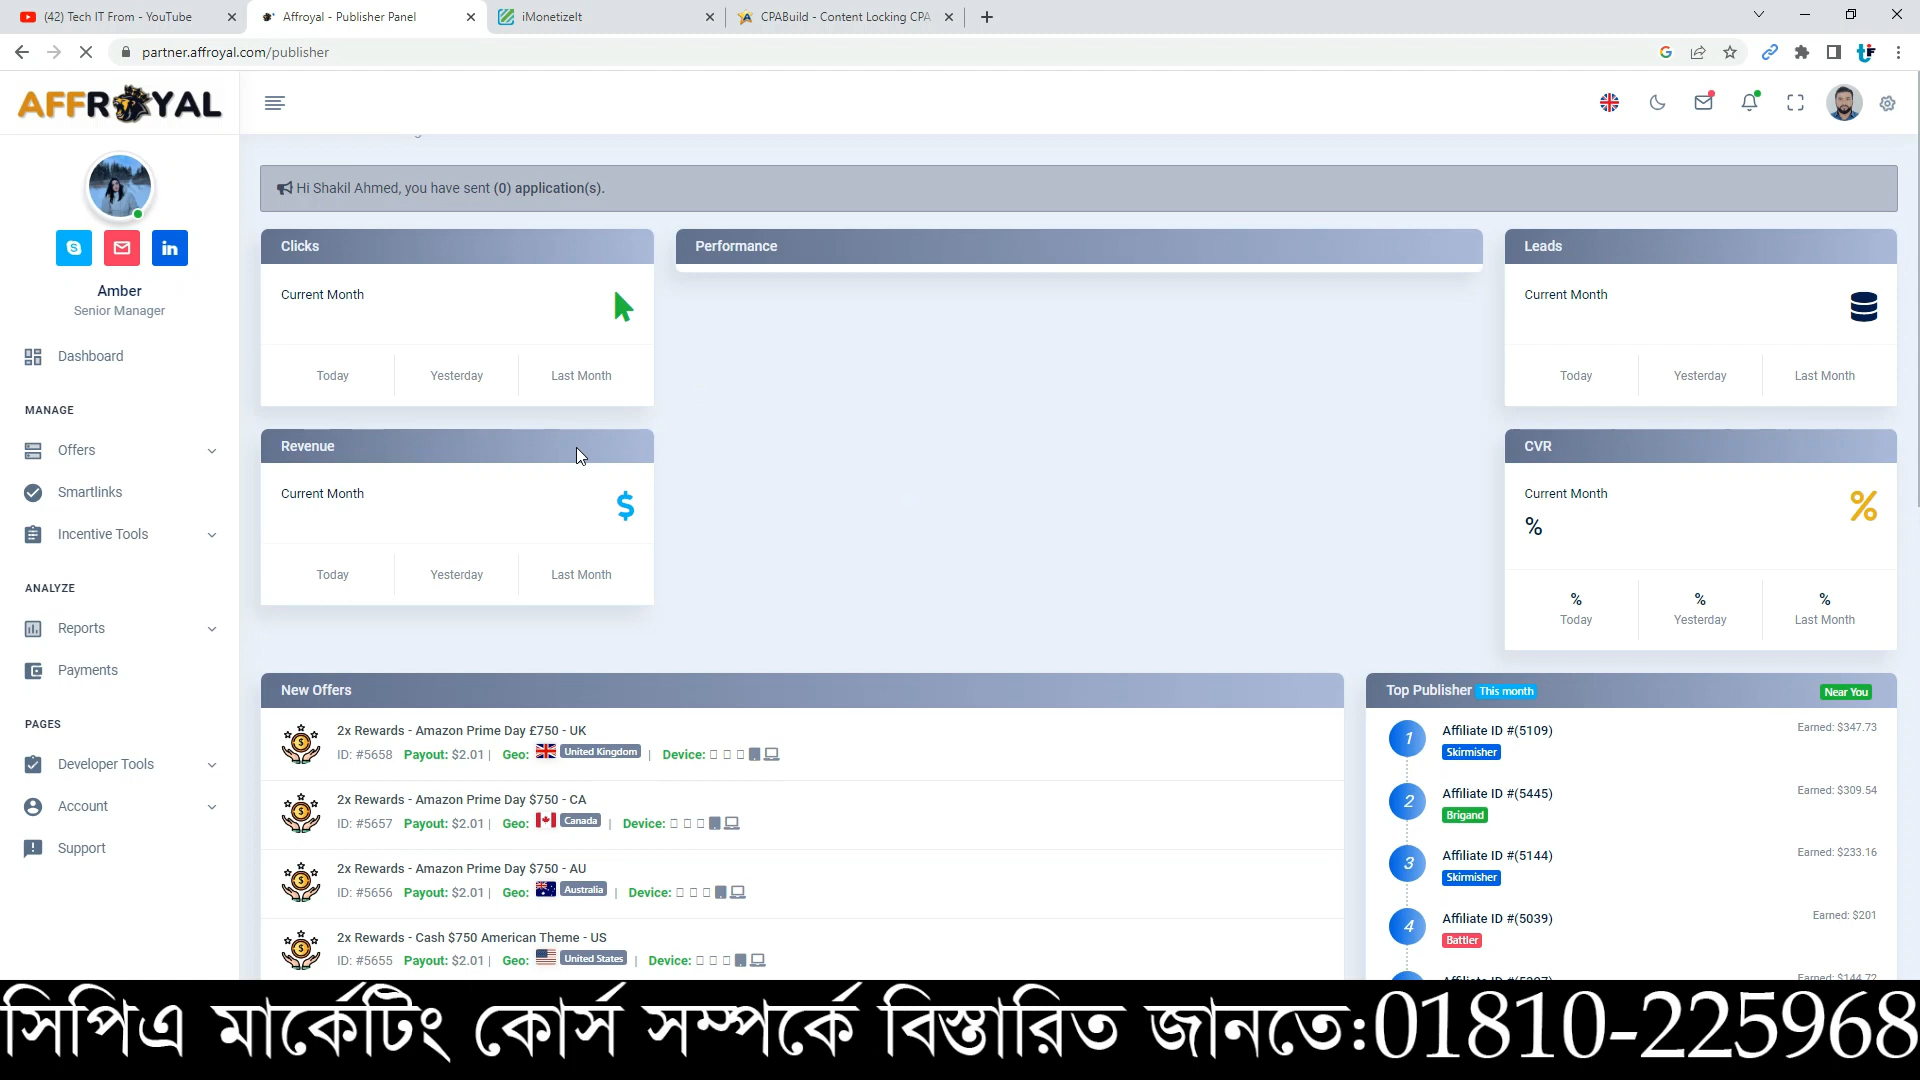 (42) Tech IT From - YouTube
Affroyal - Publisher Panel
iMonetizeIt
CPABuild - Content Locking CPA
partner.affroyal.com/publisher
AFFROYAL
Hi Shakil Ahmed, you have sent (0) application(s).
Amber
Senior Manager
Dashboard
MANAGE
Offers
Smartlinks
Incentive Tools
ANALYZE
Reports
Payments
PAGES
Developer Tools
Account
Support
Clicks
Current Month
Today Yesterday Last Month
Performance
Leads
Current Month
Today Yesterday Last Month
Revenue
Current Month
$
Today Yesterday Last Month
CVR
Current Month
%
%
% % %
Today Yesterday Last Month
New Offers
2x Rewards - Amazon Prime Day £750 - UK
ID: #5658 Payout: $2.01 | Geo: United Kingdom | Device:
2x Rewards - Amazon Prime Day $750 - CA
ID: #5657 Payout: $2.01 | Geo: Canada | Device:
2x Rewards - Amazon Prime Day $750 - AU
ID: #5656 Payout: $2.01 | Geo: Australia | Device:
2x Rewards - Cash $750 American Theme - US
ID: #5655 Payout: $2.01 | Geo: United States | Device:
Top Publisher This month Near You
1 Affiliate ID #(5109) Earned: $347.73
Skirmisher
2 Affiliate ID #(5445) Earned: $309.54
Brigand
3 Affiliate ID #(5144) Earned: $233.16
Skirmisher
4 Affiliate ID #(5039) Earned: $201
Battler
Earned: $144.72
সিপিএ মার্কেটিং কোর্স সম্পর্কে বিস্তারিত জানতে:01810-225968